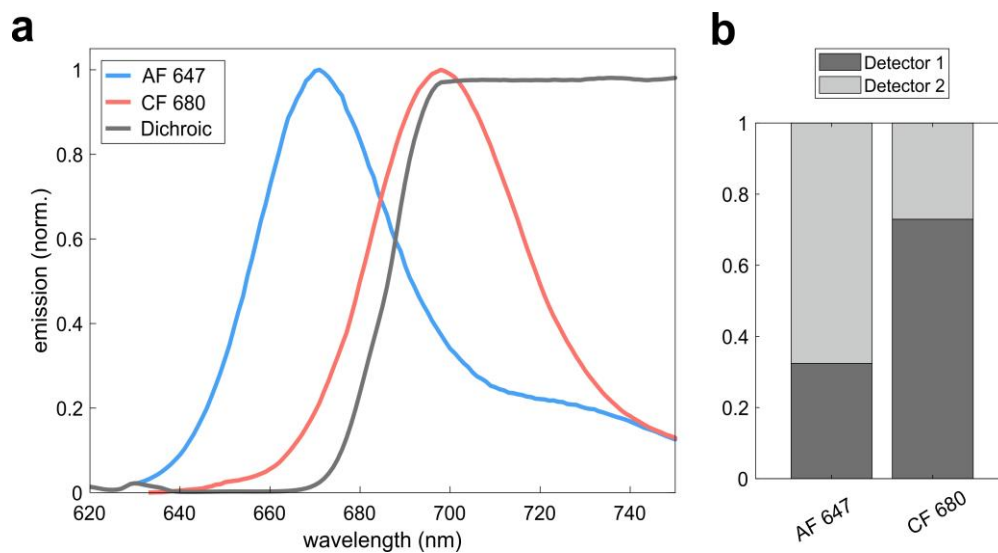 a
AF 647
CF 680
Dichroic
emission (norm.)
1
0.8
0.6
0.4
0.2
0
620 640 660 680 700 720 740
wavelength (nm)
b
Detector 1
Detector 2
1
0.8
0.6
0.4
0.2
0
AF 647 CF 680